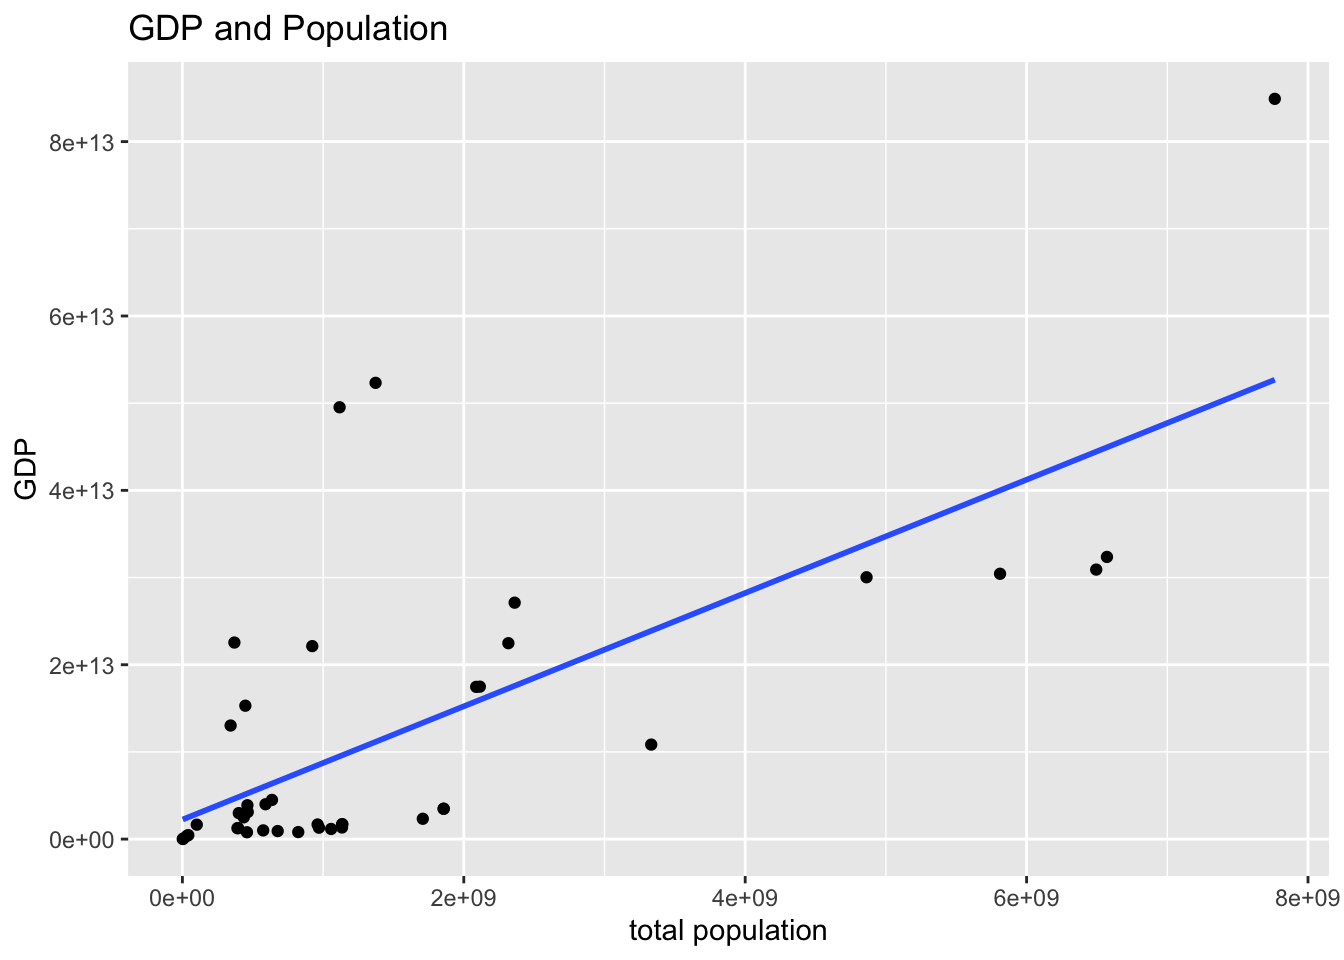 GDP and Population
GDP
8e+13
6e+13
4e+13
2e+13
0e+00
0e+00 2e+09 4e+09 6e+09 8e+09
total population